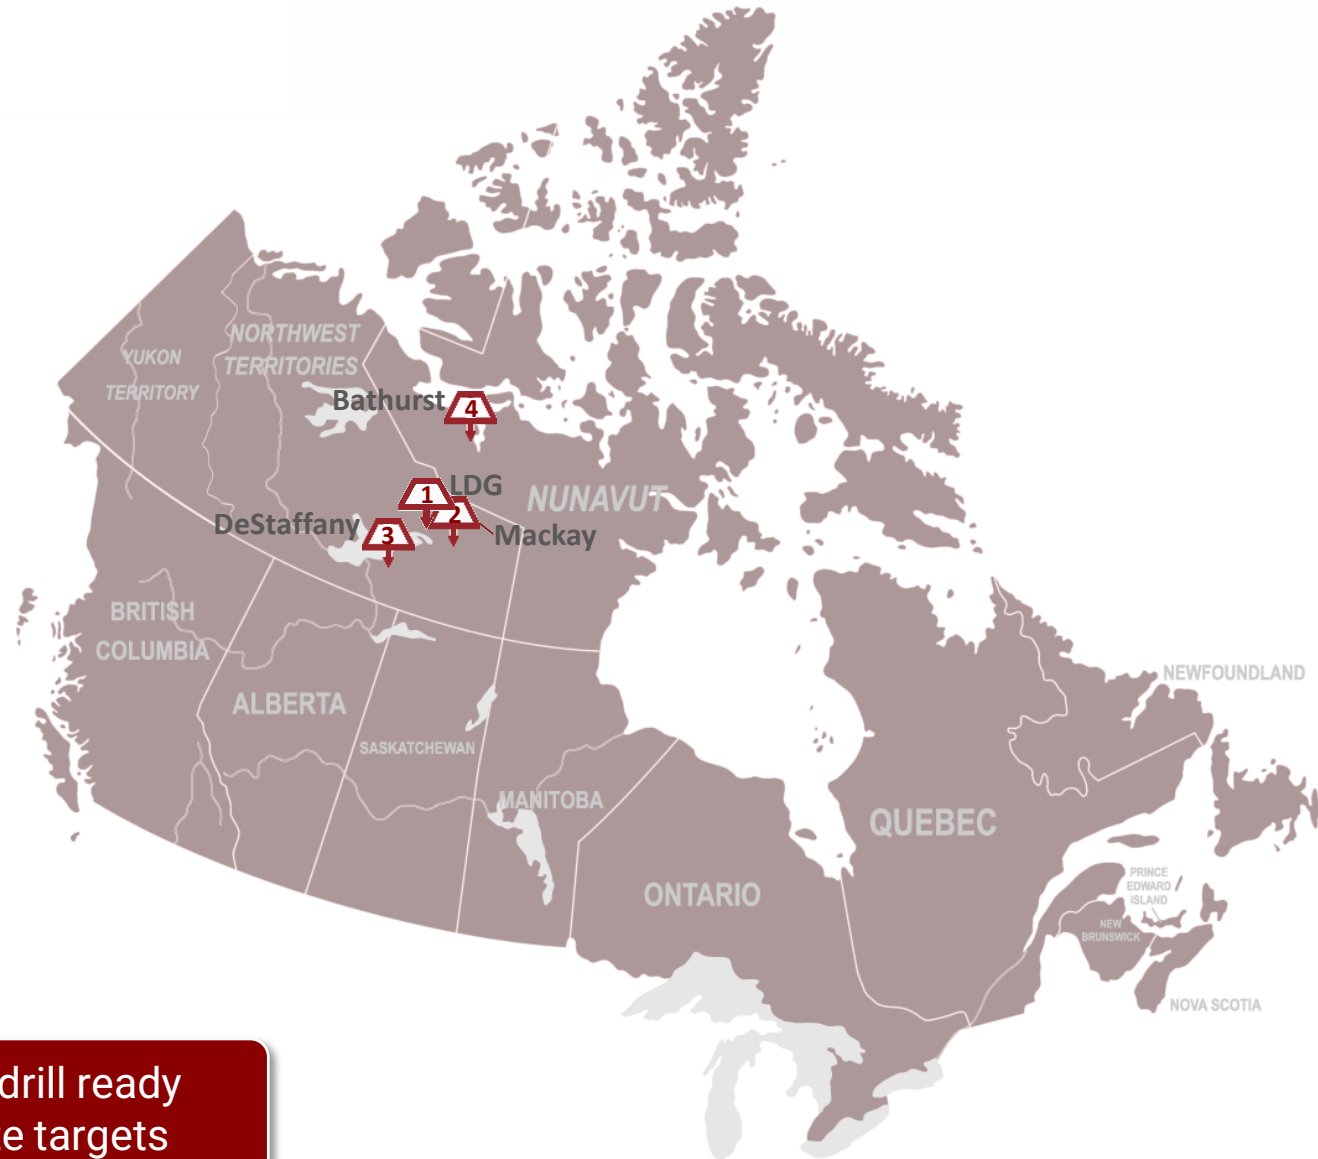 NORTHWEST
TERRITORIES
YUKON
TERRITORY
Bathurst
4
LDG
1
NUNAVUT
2
DeStaffany
3
Mackay
BRITISH
COLUMBIA
NEWFOUNDLAND
ALBERTA
SASKATCHEWAN
MANITOBA
QUEBEC
PRINCE
EDWARD
ISLAND
ONTARIO
NEW
BRUNSWICK
NOVA SCOTIA
drill ready
targets